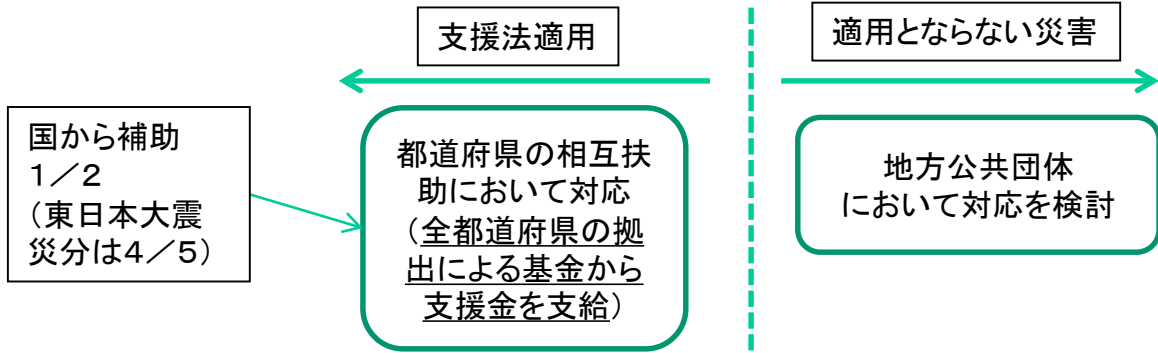 支援法適用
適用とならない災害
国から補助
１／２
（東日本大震
災分は４／５）
都道府県の相互扶
助において対応
（全都道府県の拠
出による基金から
支援金を支給）
地方公共団体
において対応を検討